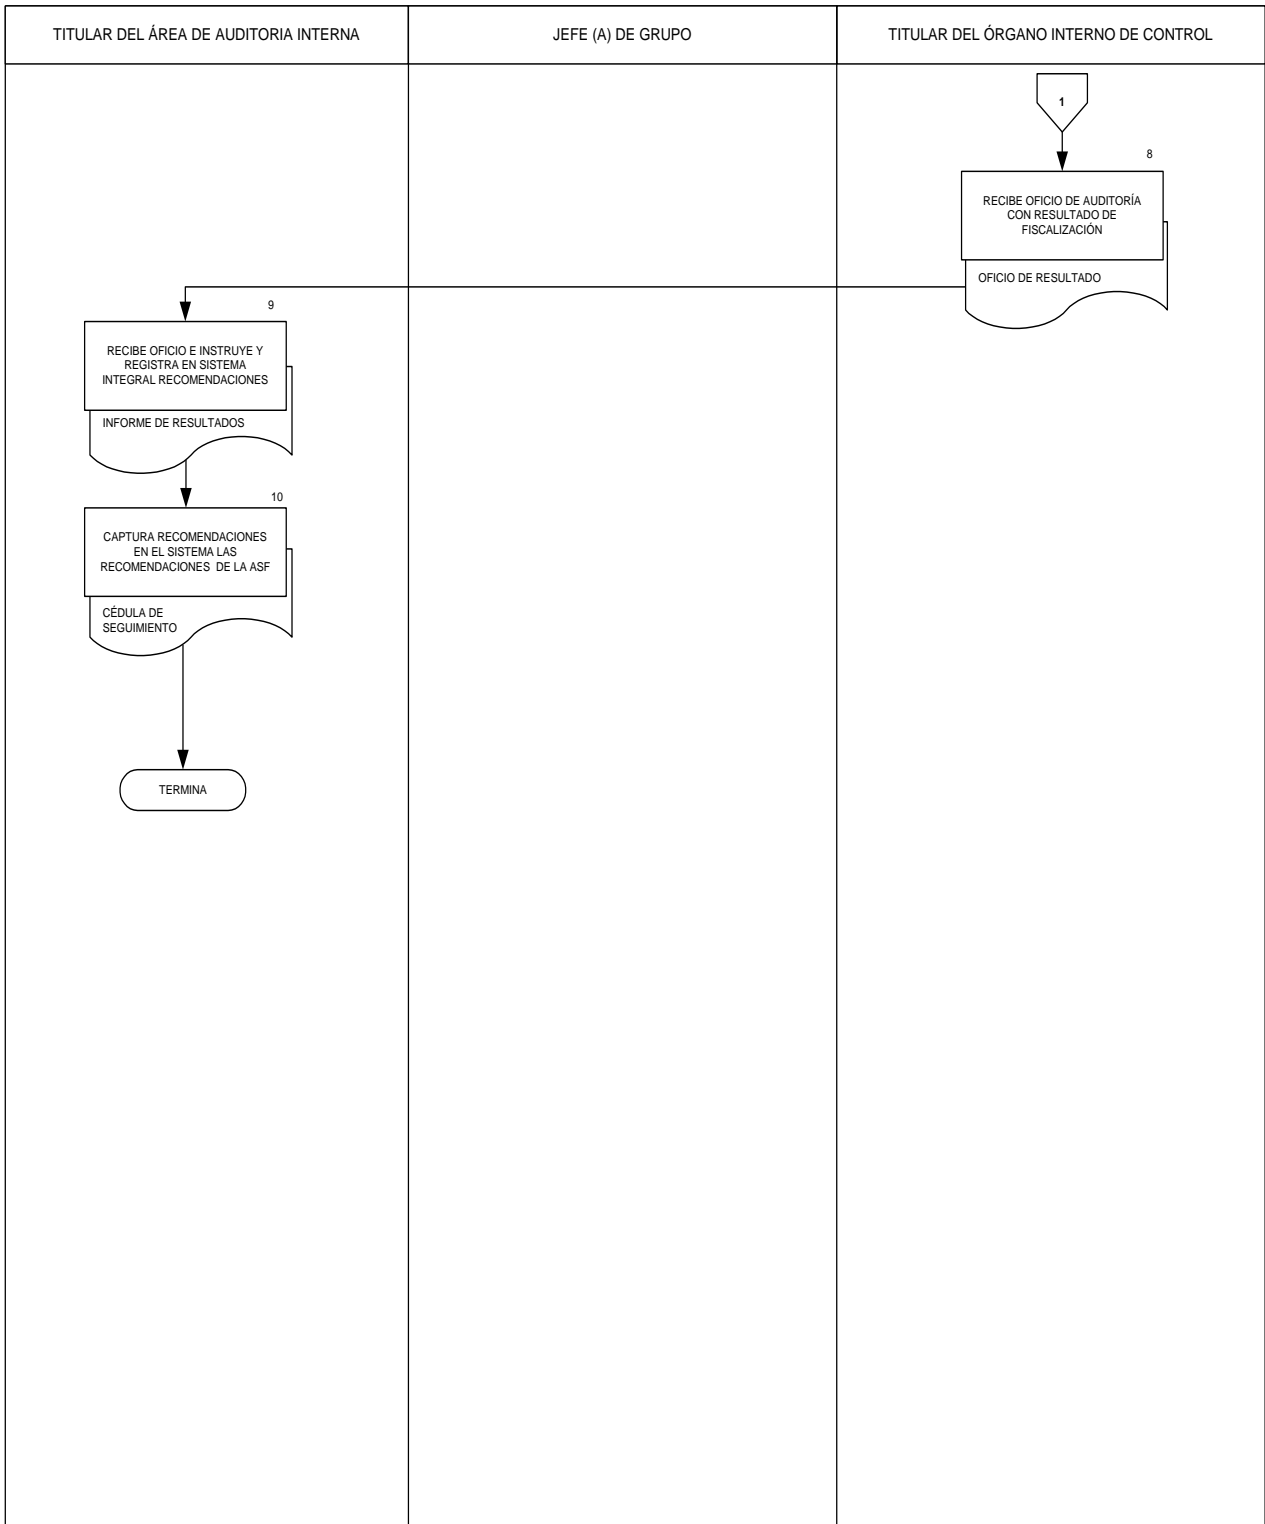 TITULAR DEL ÁREA DE AUDITORIA INTERNA
JEFE (A) DE GRUPO
TITULAR DEL ÓRGANO INTERNO DE CONTROL
1
8
RECIBE OFICIO DE AUDITORÍA
CON RESULTADO DE
FISCALIZACIÓN
OFICIO DE RESULTADO
9
RECIBE OFICIO E INSTRUYE Y
REGISTRA EN SISTEMA
INTEGRAL RECOMENDACIONES
INFORME DE RESULTADOS
10
CAPTURA RECOMENDACIONES
EN EL SISTEMA LAS
RECOMENDACIONES DE LA ASF
CÉDULA DE
SEGUIMIENTO
TERMINA